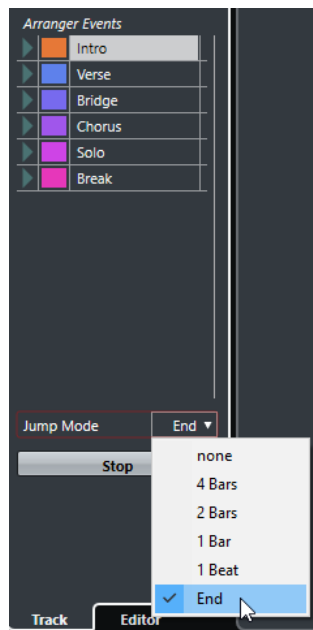 Arranger Events
Intro
Verse
Bridge
Chorus
Solo
Break
Jump Mode End
Stop
none
4 Bars
2 Bars
1 Bar
1 Beat
End
Track Editor